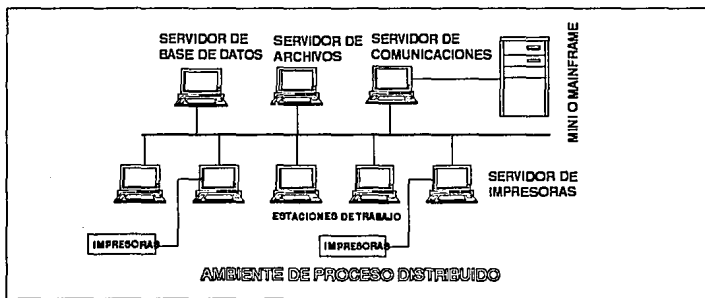 SERVIDOR DE
BASE DE DATOS
SERVIDOR DE
ARCHIVOS
SERVIDOR DE
COMUNICACIONES
MINI O MAINFRAME
SERVIDOR DE
IMPRESORAS
ESTACIONES DE TRABAJO
IMPRESORAS
IMPRESORAS
AMBIENTE DE PROCESO DISTRIBUIDO